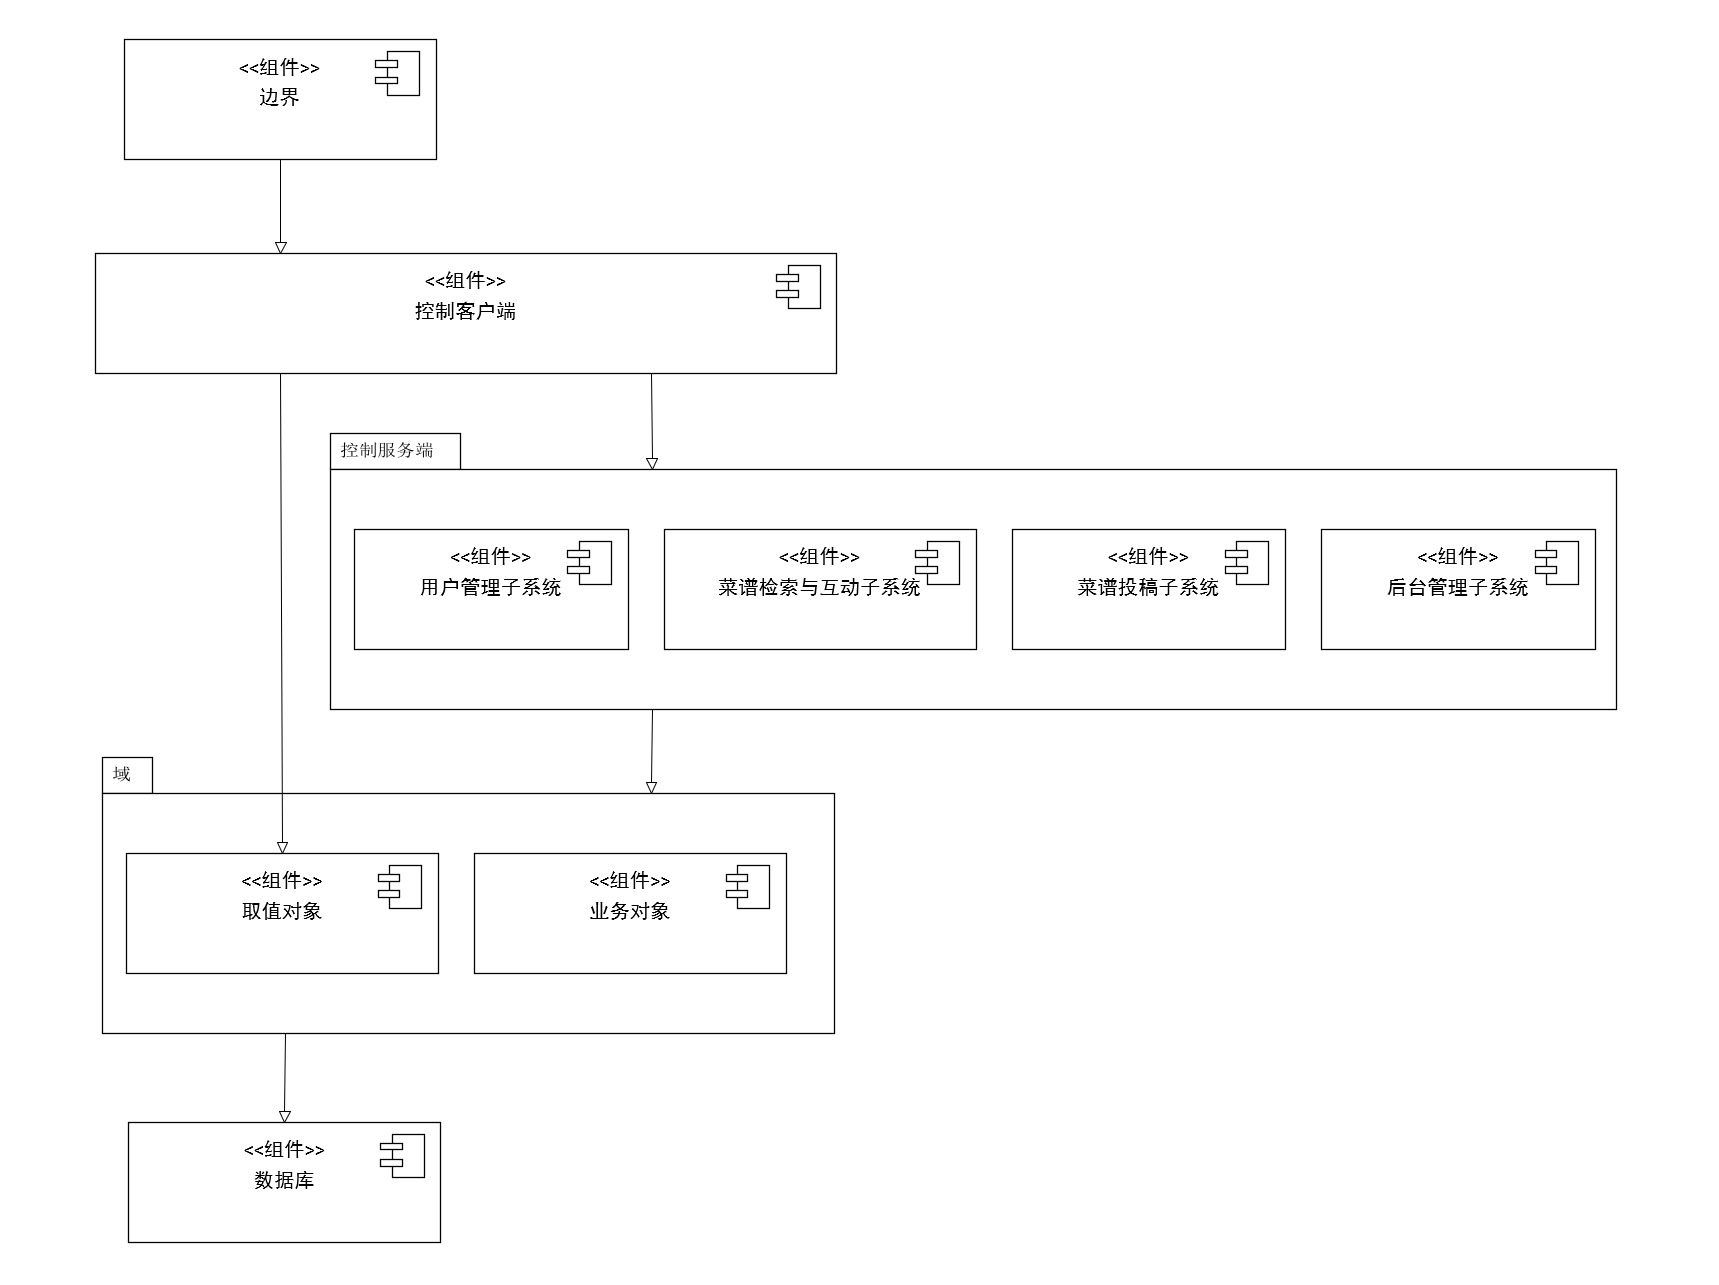 <<组件>>
边界
<<组件>>
控制客户端
控制服务端
<<组件>>
用户管理子系统
<<组件>>
菜谱检索与互动子系统
<<组件>>
菜谱投稿子系统
<<组件>>
后台管理子系统
域
<<组件>>
取值对象
<<组件>>
业务对象
<<组件>>
数据库